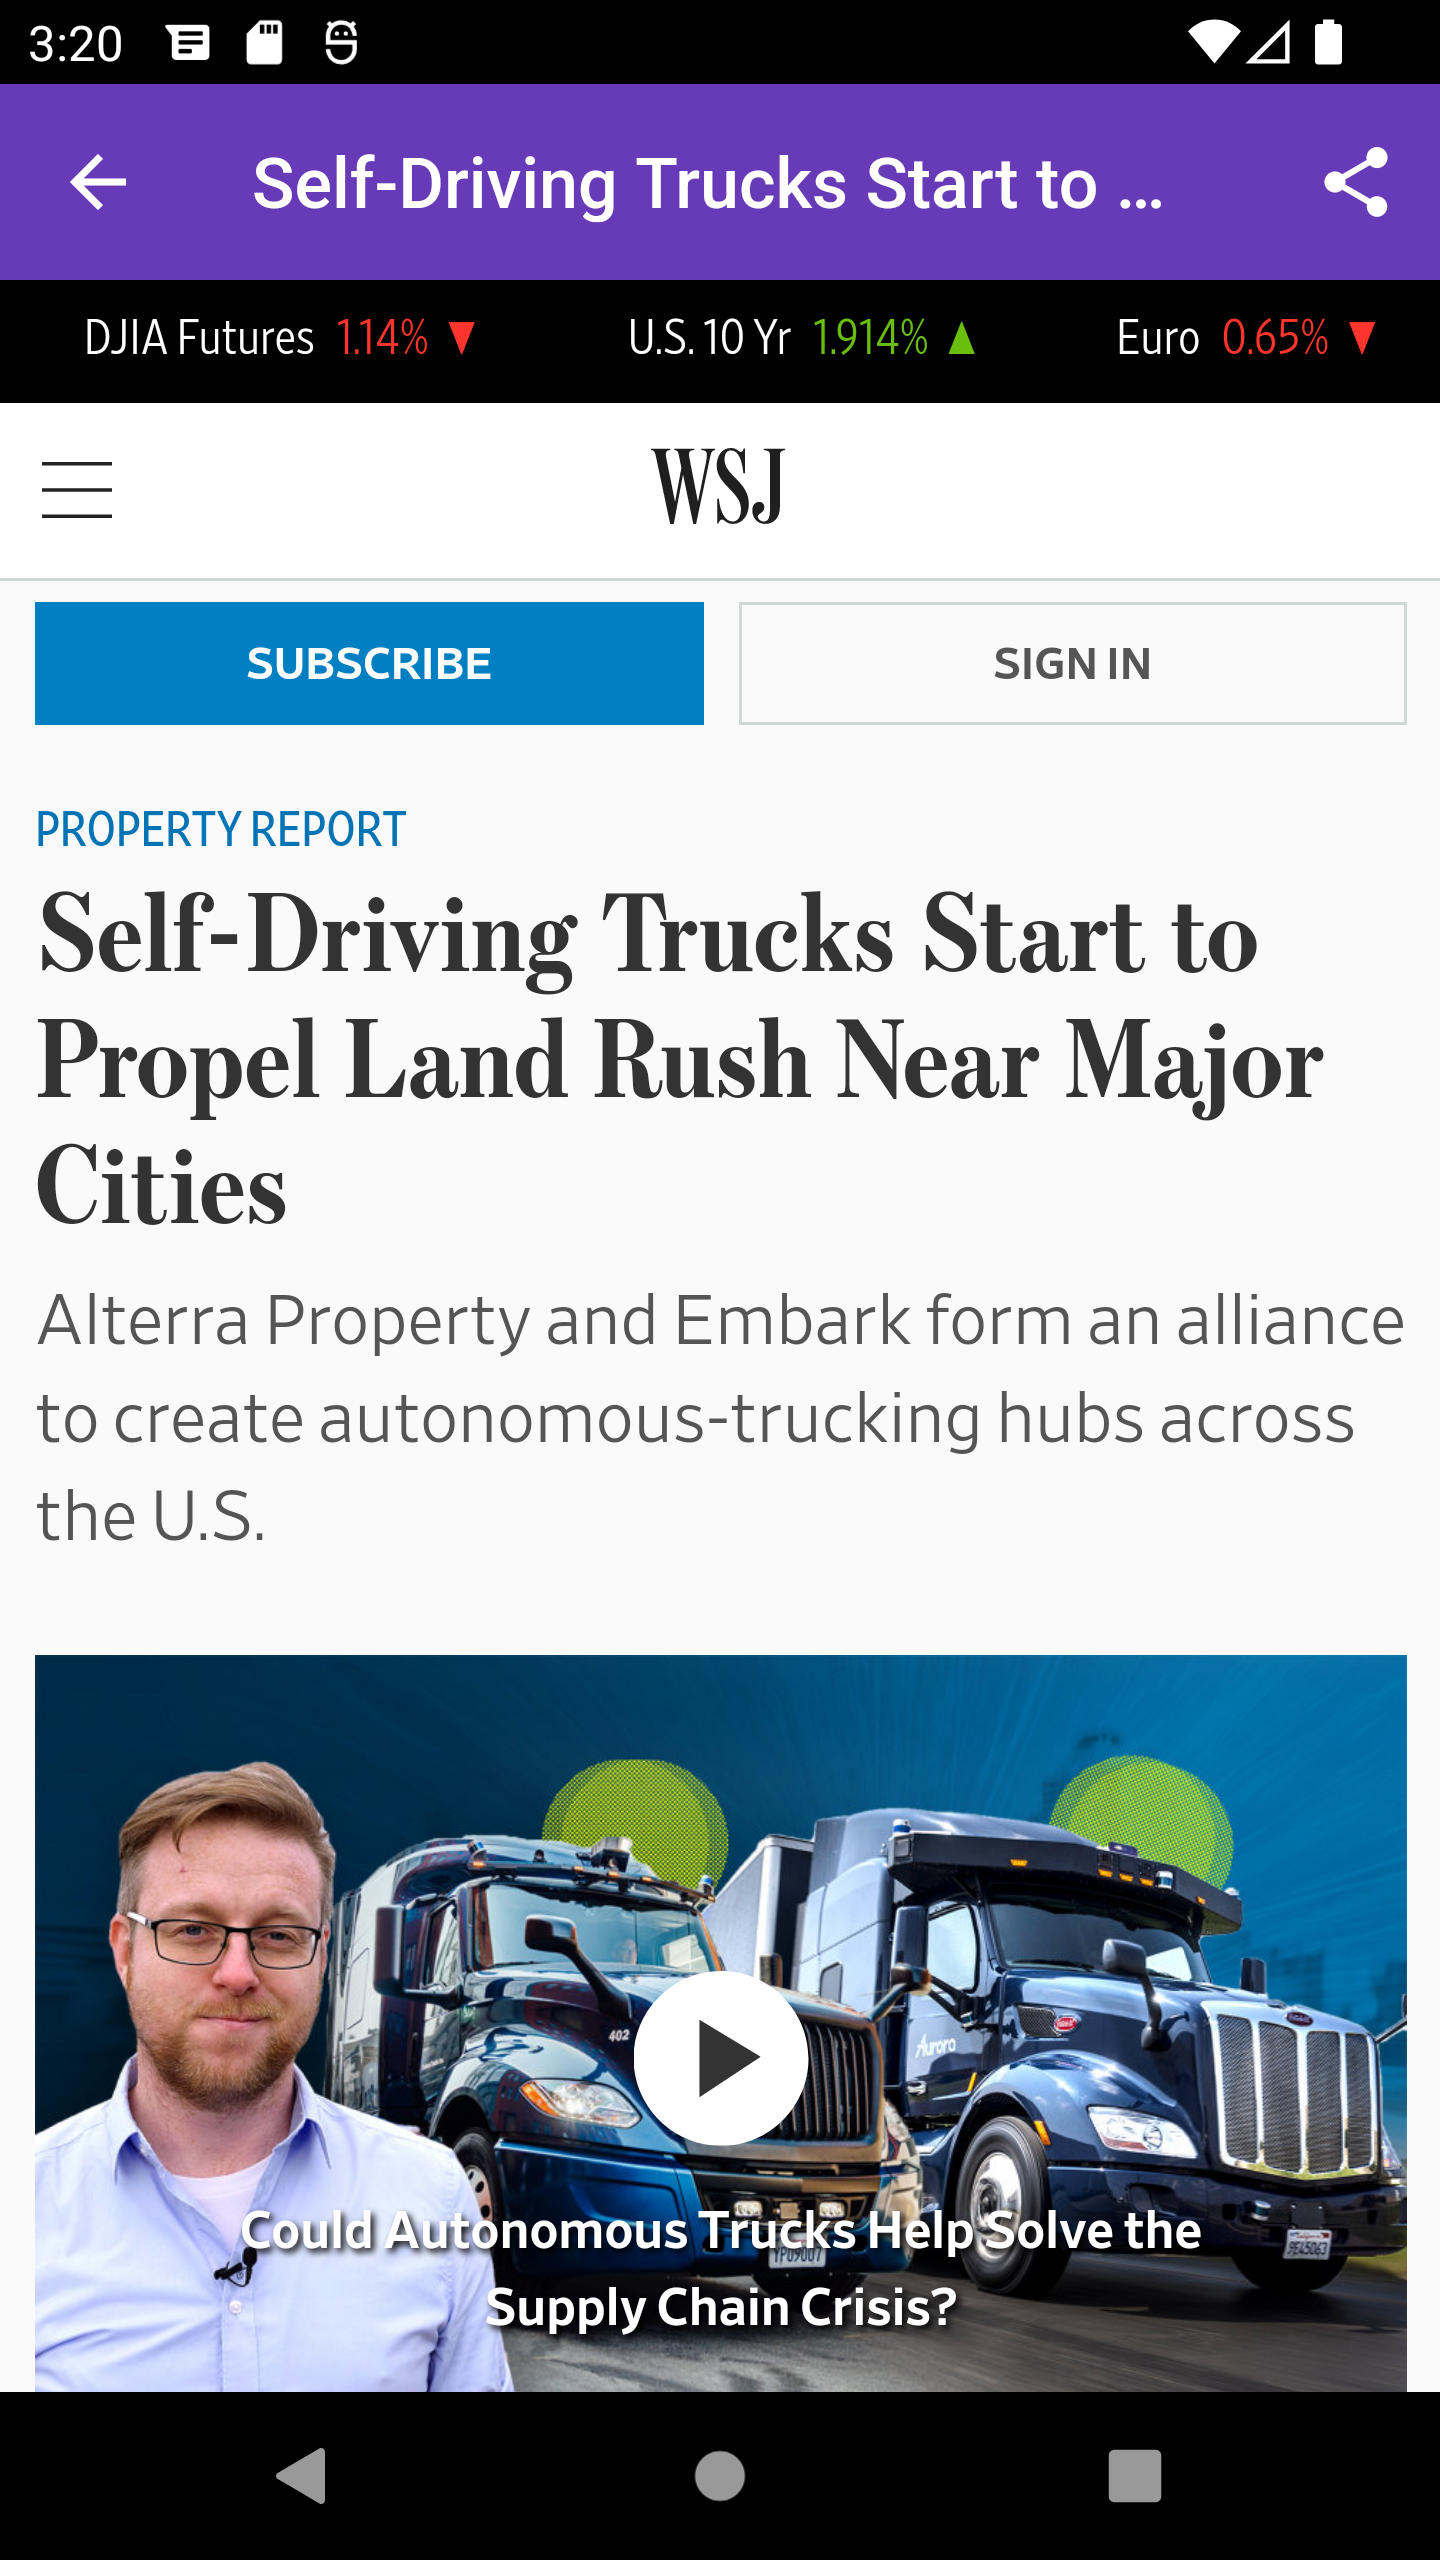 3:20
Self-Driving Trucks Start to ...
DJIA Futures 1.14% ▼ U.S. 10 Yr 1.914% ▲ Euro 0.65% ▼
WSJ
SUBSCRIBE SIGN IN
PROPERTY REPORT
Self-Driving Trucks Start to
Propel Land Rush Near Major
Cities
Alterra Property and Embark form an alliance
to create autonomous-trucking hubs across
the U.S.
402
Aurora
Could Autonomous Trucks Help Solve the
YP09007
9E45063
Supply Chain Crisis?